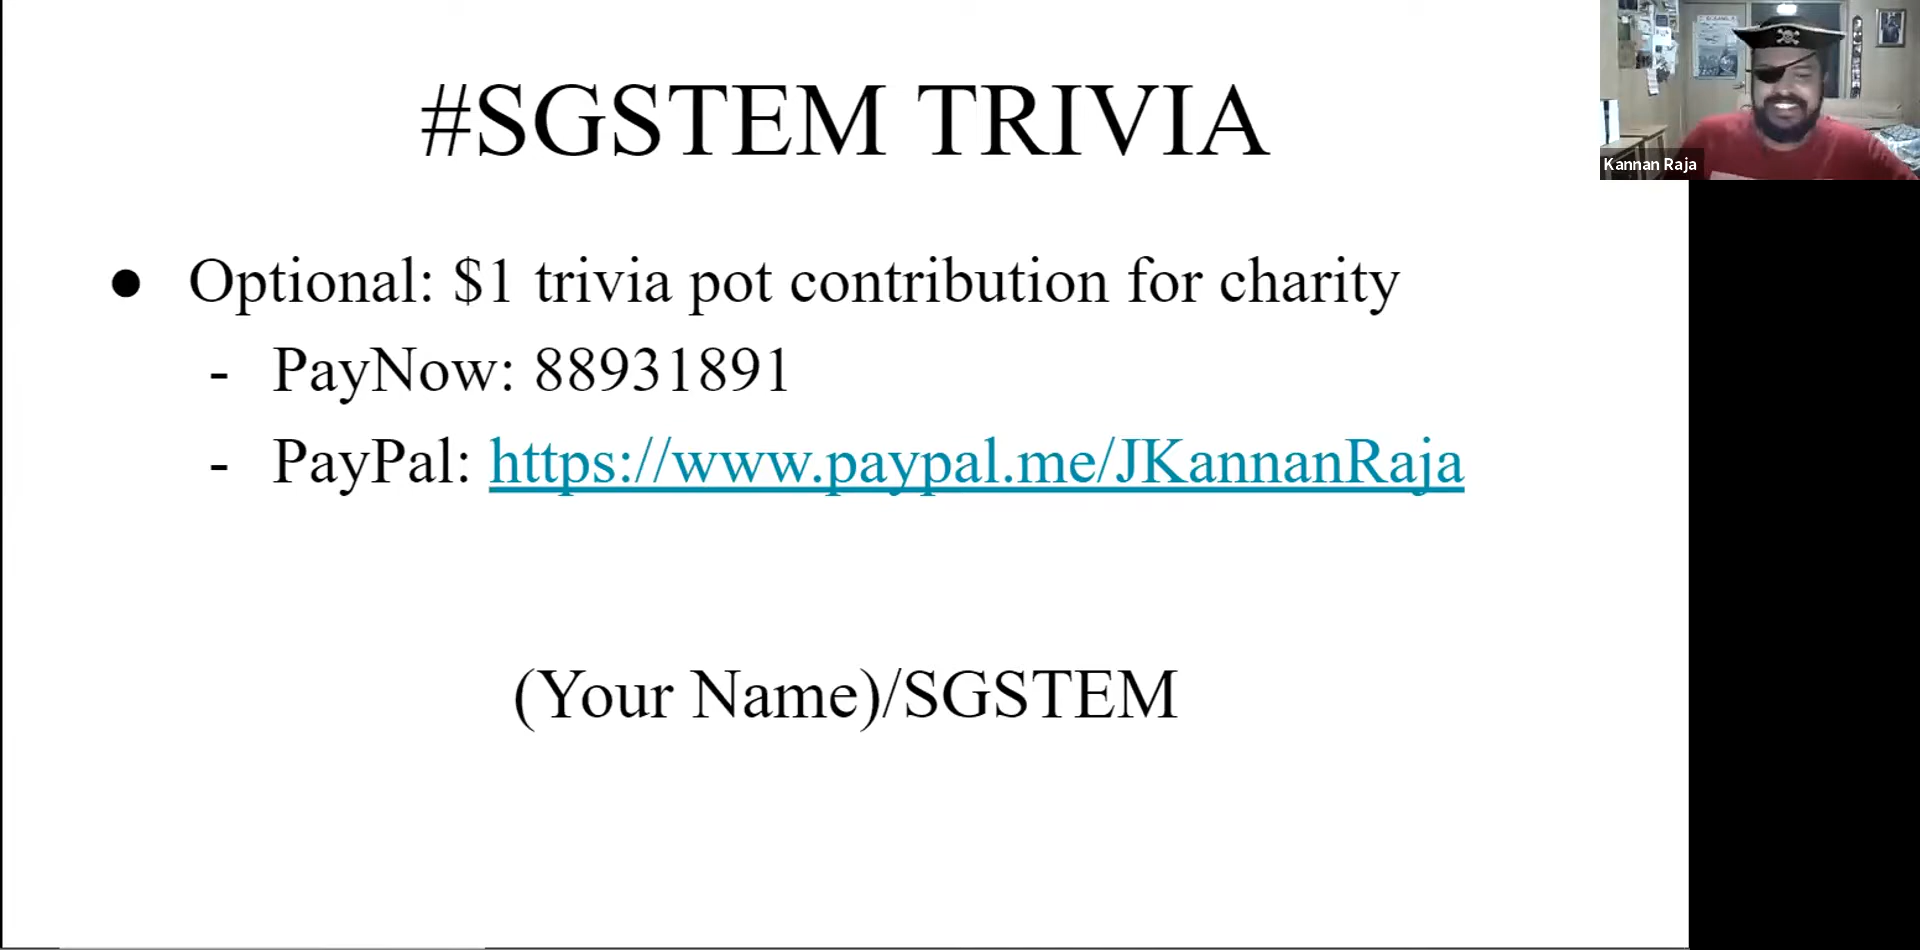 #SGSTEM TRIVIA
Kannan Raja
● Optional: $1 trivia pot contribution for charity
- PayNow: 88931891
- PayPal: https://www.paypal.me/JKannanRaja
(Your Name)/SGSTEM